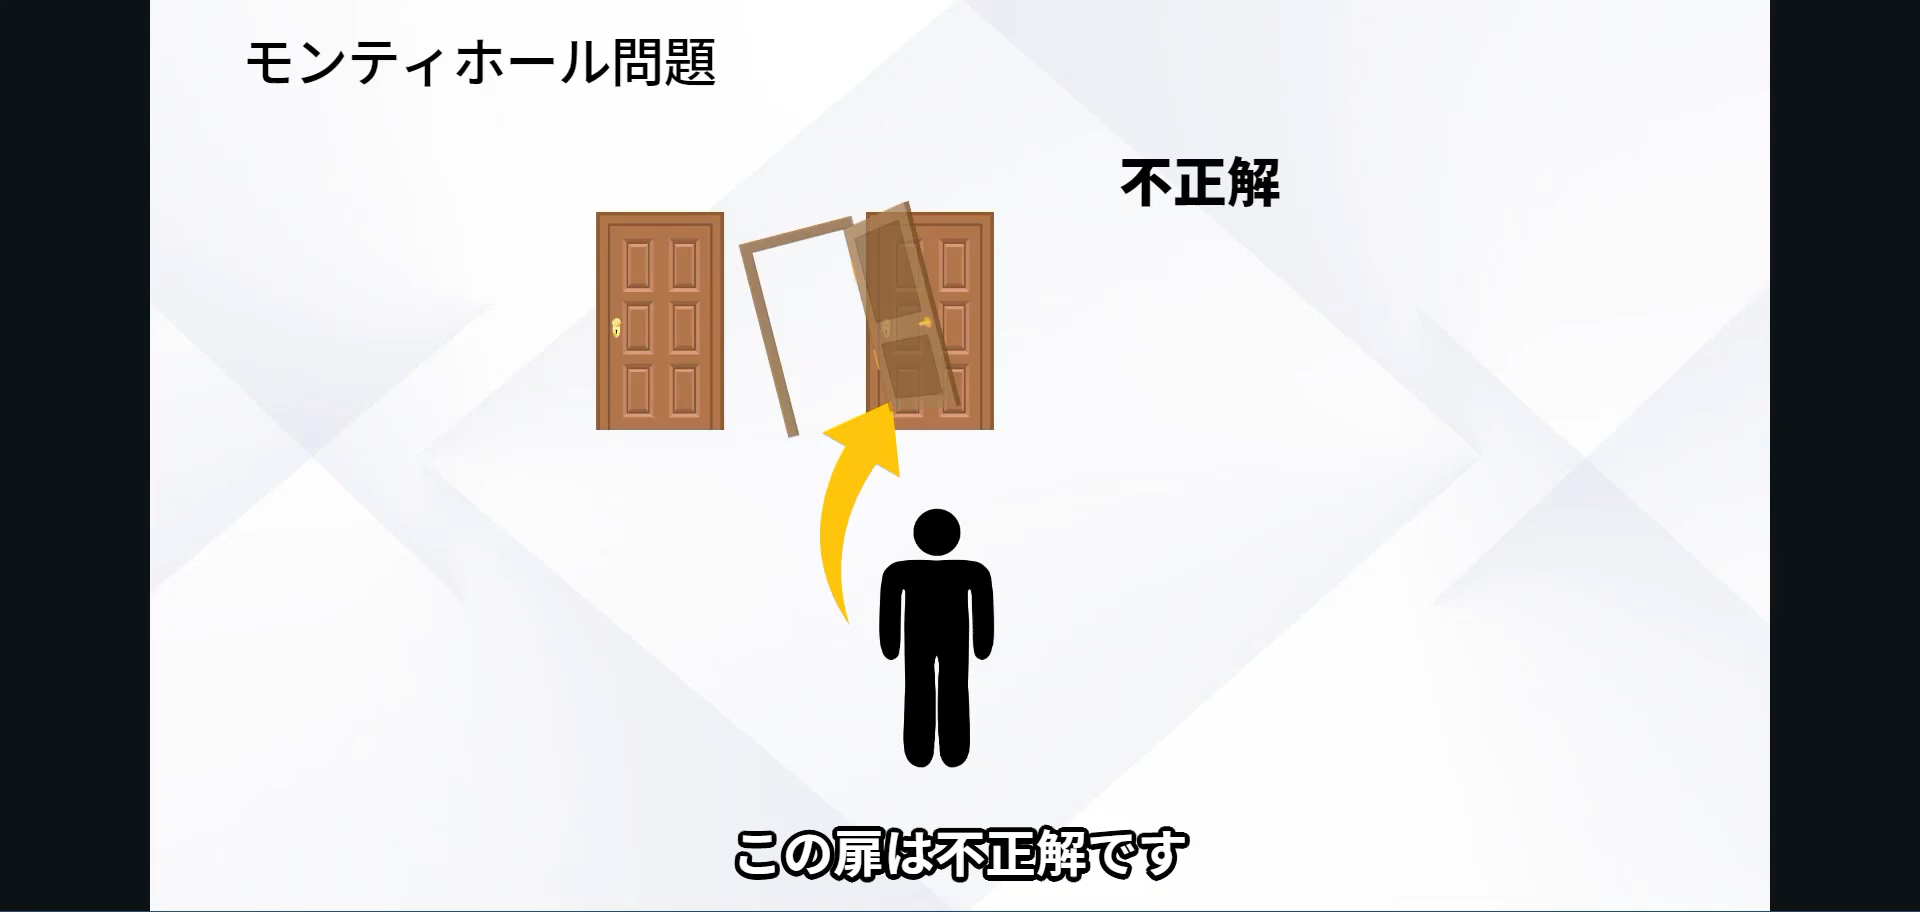 モンティホール問題
不正解
この扉は不正解です